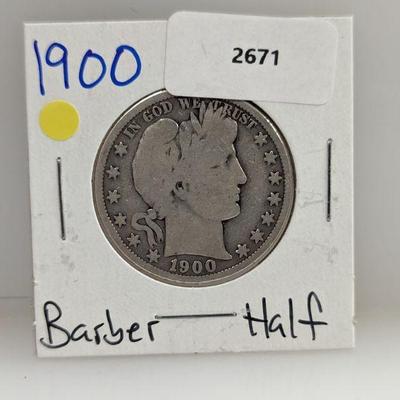 1900
2671
IN GOD WE TRUST
1900
Barber — Half